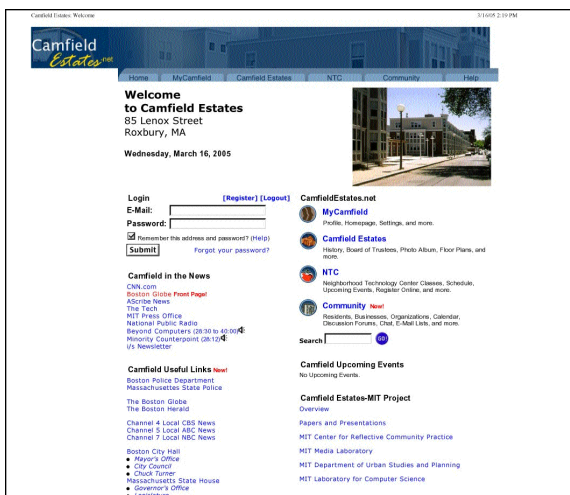 Camfield Estates: Welcome
3/16/05 2:19 PM
Camfield
Estates.net
Home MyCamfield Camfield Estates NTC Community Help
Welcome
to Camfield Estates
85 Lenox Street
Roxbury, MA
Wednesday, March 16, 2005
Login [Register] [Logout]
E-Mail:
Password:
Remember this address and password? (Help)
Submit Forgot your password?
Camfield in the News
CNN.com
Boston Globe Front Page!
AScribe News
The Tech
MIT Press Office
National Public Radio
Beyond Computers (26:30 to 40:00)
Minority Counterpoint (28:12)
i/s Newsletter
Camfield Useful Links New!
Boston Police Department
Massachusettes State Police
The Boston Globe
The Boston Herald
Channel 4 Local CBS News
Channel 5 Local ABC News
Channel 7 Local NBC News
Boston City Hall
Mayor's Office
City Council
Chuck Turner
Massachusetts State House
Governor's Office
Legislature
CamfieldEstates.net
MyCamfield
Profile, Homepage, Settings, and more.
Camfield Estates
History, Board of Trustees, Photo Album, Floor Plans, and
more.
NTC
Neighborhood Technology Center Classes, Schedule,
Upcoming Events, Register Online, and more.
Community New!
Residents, Businesses, Organizations, Calendar,
Discussion Forums, Chat, E-Mail Lists, and more.
Search GO!
Camfield Upcoming Events
No Upcoming Events.
Camfield Estates-MIT Project
Overview
Papers and Presentations
MIT Center for Reflective Community Practice
MIT Media Laboratory
MIT Department of Urban Studies and Planning
MIT Laboratory for Computer Science